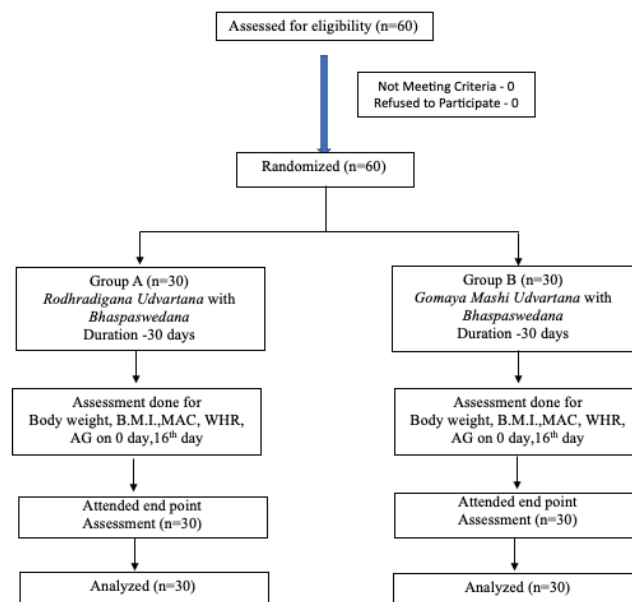 Assessed for eligibility (n=60)
Not Meeting Criteria - 0
Refused to Participate - 0
Randomized (n=60)
Group A (n=30)
Rodhradigana Udvartana with
Bhaspaswedana
Duration -30 days
Group B (n=30)
Gomaya Mashi Udvartana with
Bhaspaswedana
Duration -30 days
Assessment done for
Body weight, B.M.I.,MAC, WHR,
AG on 0 day,16th day
Assessment done for
Body weight, B.M.I.,MAC, WHR,
AG on 0 day,16th day
Attended end point
Assessment (n=30)
Attended end point
Assessment (n=30)
Analyzed (n=30)
Analyzed (n=30)